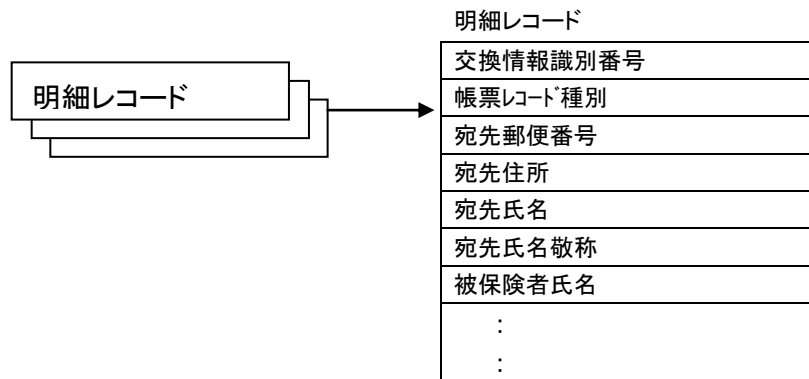 明細レコード
明細レコード
交換情報識別番号
帳票ﾚｺｰﾄﾞ種別
宛先郵便番号
宛先住所
宛先氏名
宛先氏名敬称
被保険者氏名
：
：